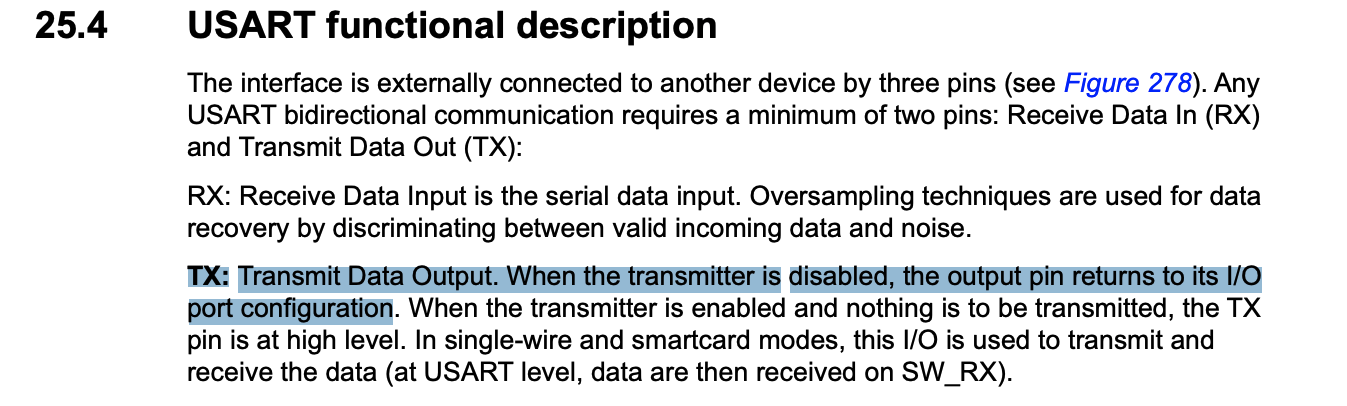 25.4 USART functional description
The interface is externally connected to another device by three pins (see Figure 278). Any
USART bidirectional communication requires a minimum of two pins: Receive Data In (RX)
and Transmit Data Out (TX):
RX: Receive Data Input is the serial data input. Oversampling techniques are used for data
recovery by discriminating between valid incoming data and noise.
TX: Transmit Data Output. When the transmitter is disabled, the output pin returns to its I/O
port configuration. When the transmitter is enabled and nothing is to be transmitted, the TX
pin is at high level. In single-wire and smartcard modes, this I/O is used to transmit and
receive the data (at USART level, data are then received on SW_RX).